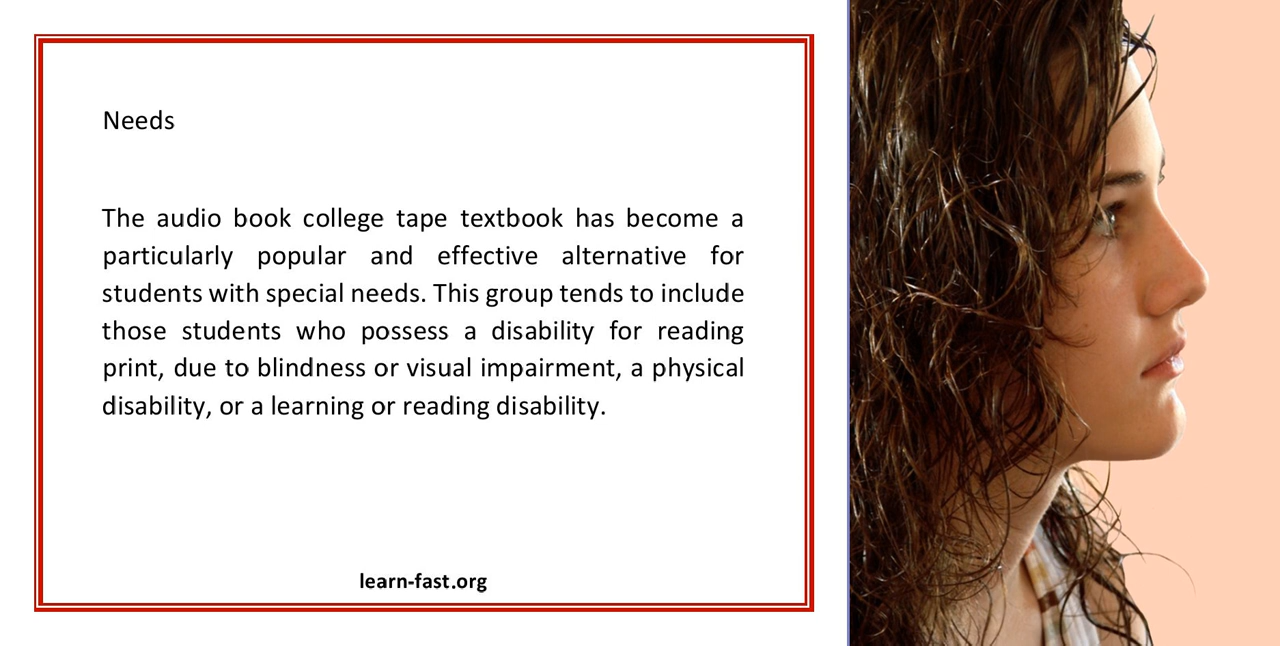 Needs
The audio book college tape textbook has become a
particularly popular and effective alternative for
students with special needs. This group tends to include
those students who possess a disability for reading
print, due to blindness or visual impairment, a physical
disability, or a learning or reading disability.
learn-fast.org